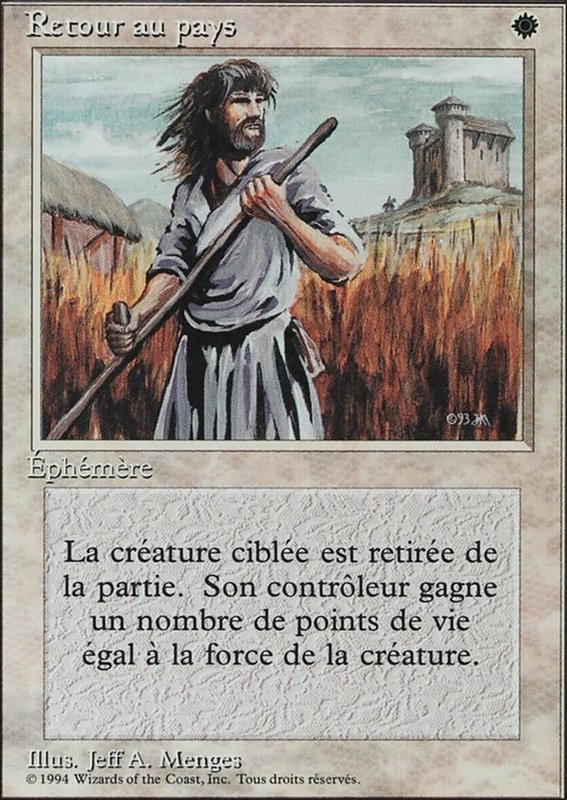 Retour au pays
©93 JM
Éphémère
La créature ciblée est retirée de
la partie. Son contrôleur gagne
un nombre de points de vie
égal à la force de la créature.
Illus. Jeff A. Menges
© 1994 Wizards of the Coast, Inc. Tous droits réservés.